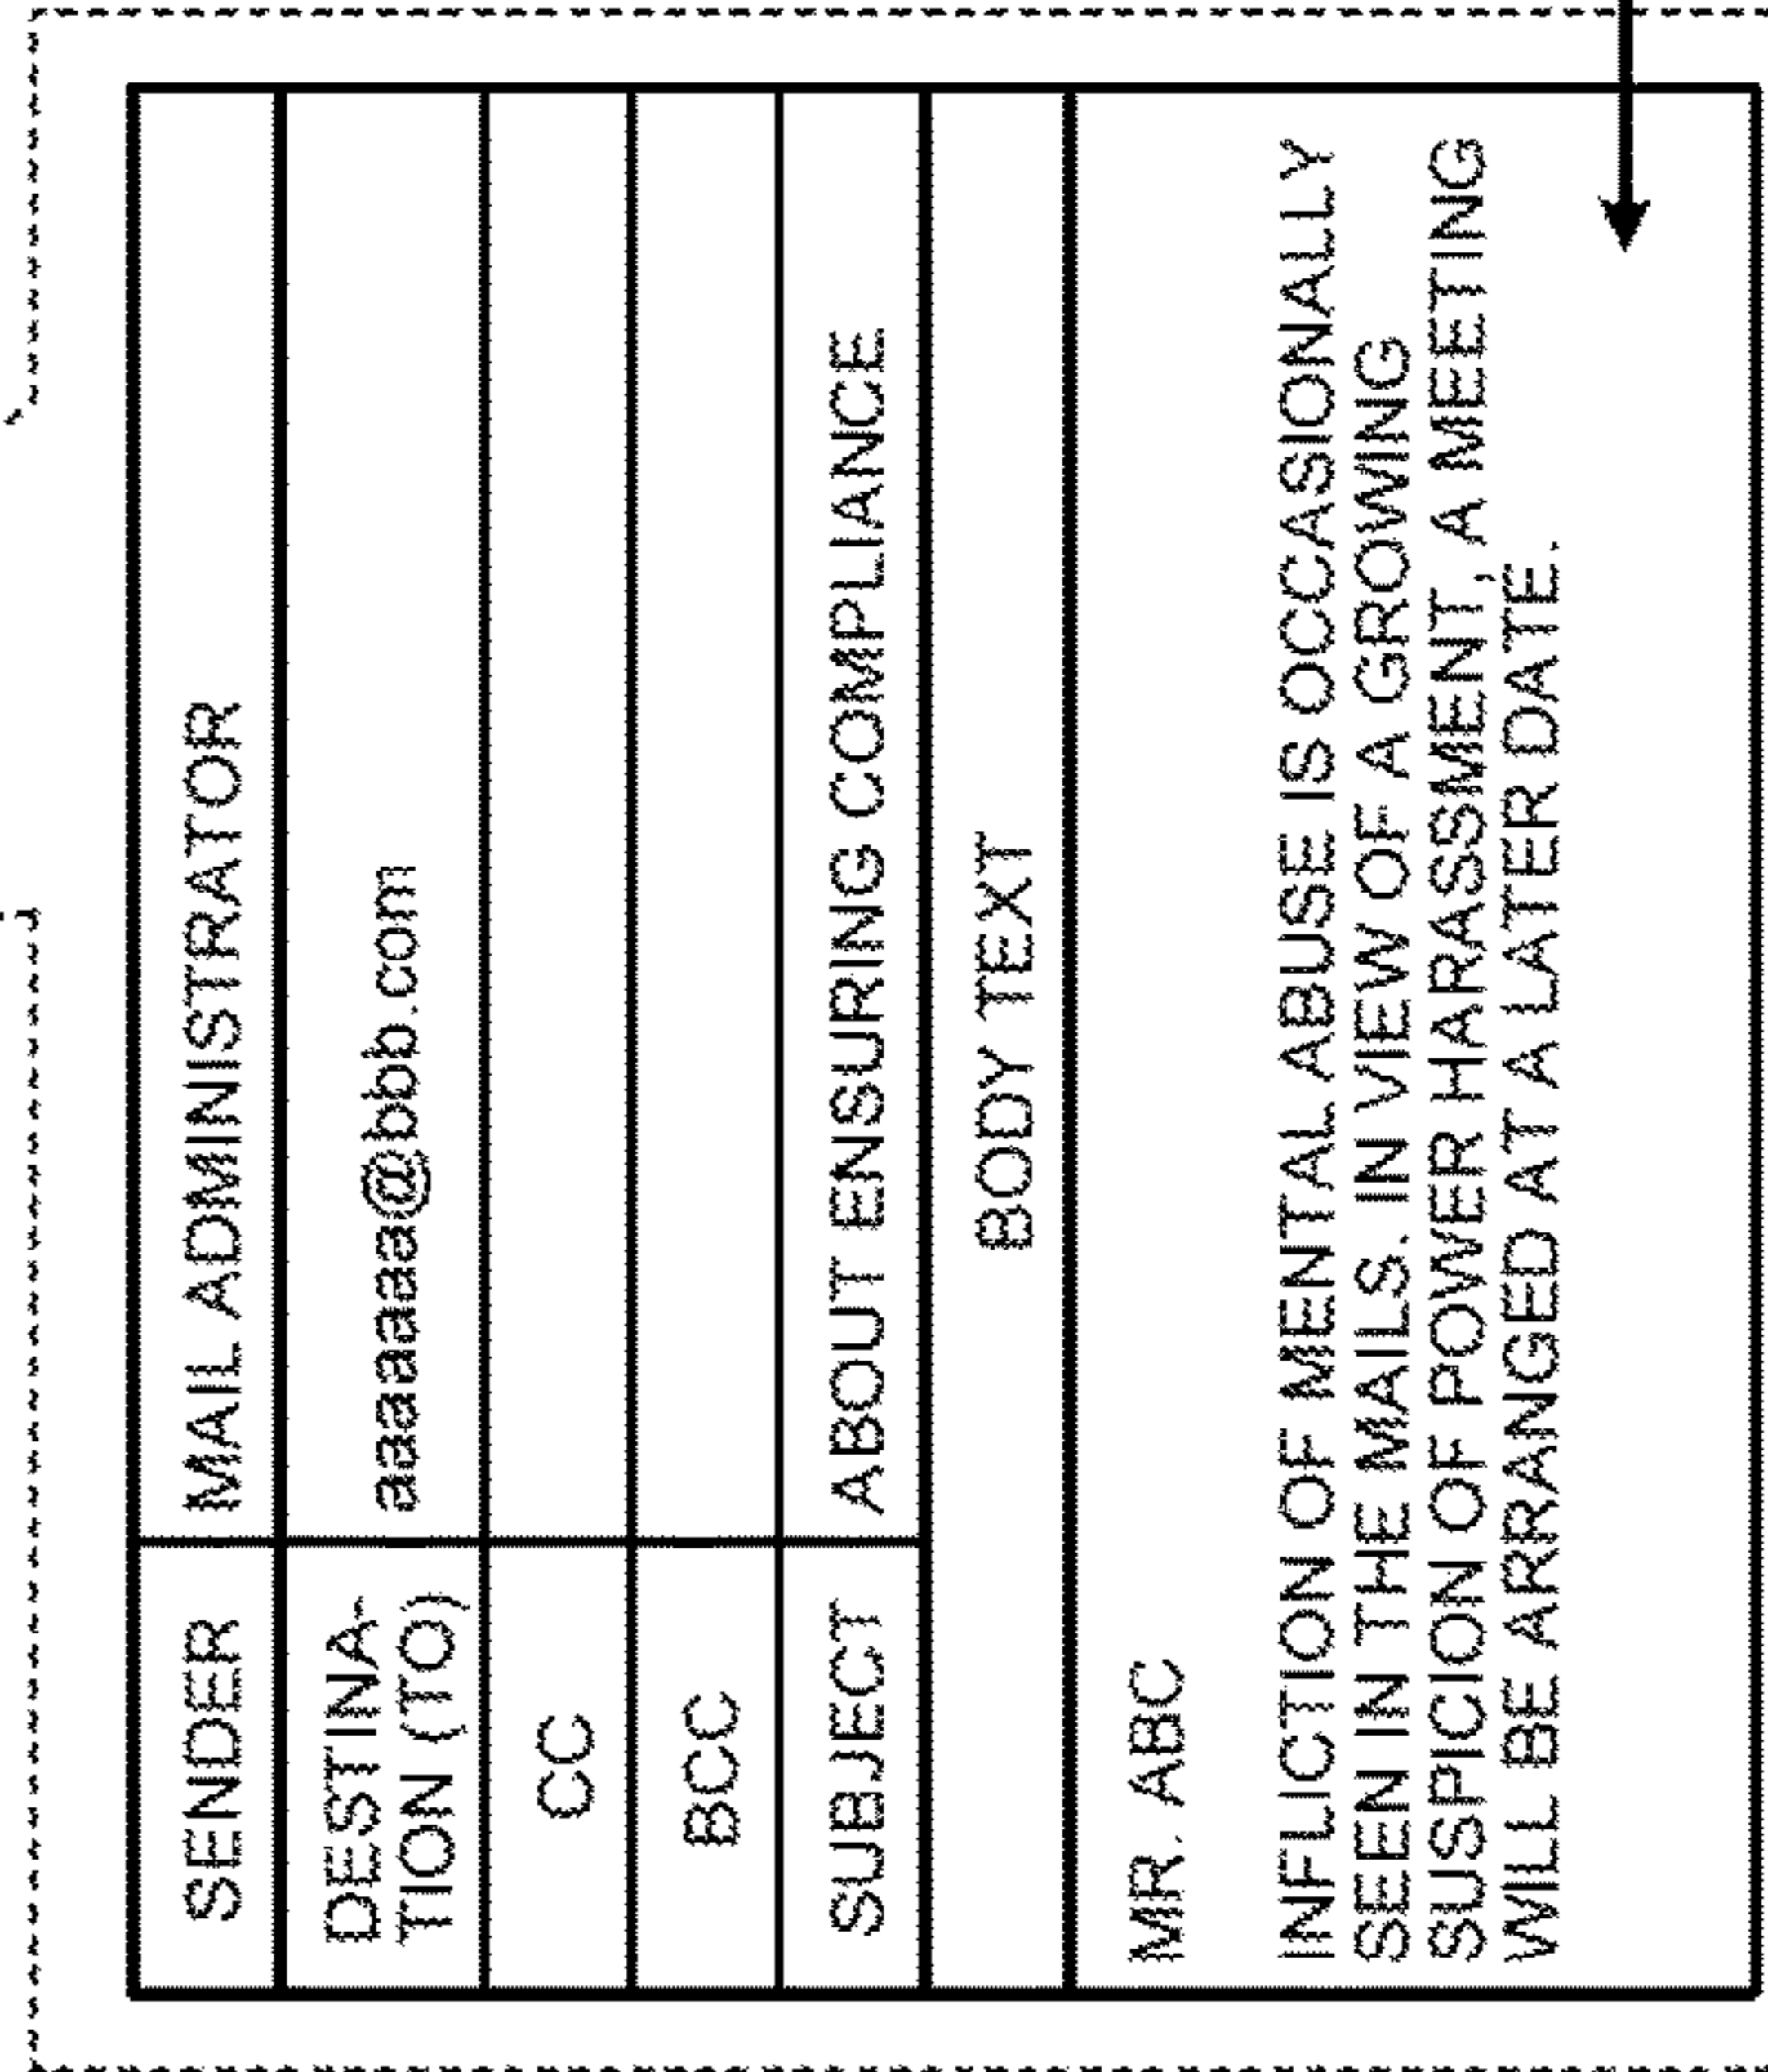 SENDER
MAIL ADMINISTRATOR
DESTINA-
TION (TO)
aaaaaaaa@bbb.com
CC
BCC
SUBJECT
ABOUT ENSURING COMPLIANCE
BODY TEXT
MR. ABC
INFLICTION OF MENTAL ABUSE IS OCCASIONALLY
SEEN IN THE MAILS. IN VIEW OF A GROWING
SUSPICION OF POWER HARASSMENT, A MEETING
WILL BE ARRANGED AT A LATER DATE.